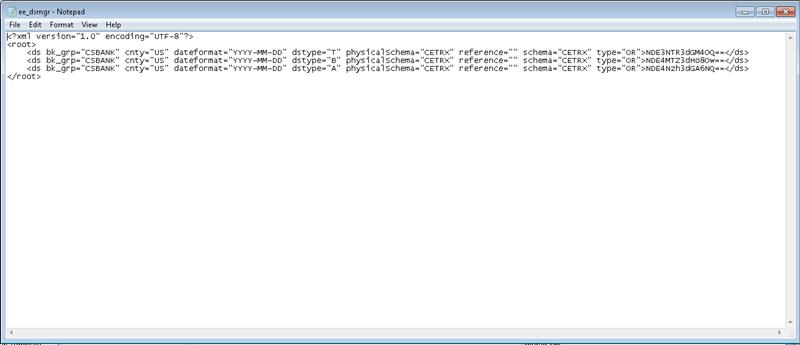 ee_dsmgr - Notepad
File Edit Format View Help
<?xml version="1.0" encoding="UTF-8"?>
<root>
<ds bk_grp="CSBANK" cnty="US" dateformat="YYYY-MM-DD" dstype="T" physicalSchema="CETRX" reference="" schema="CETRX" type="OR">NDE3NTR3dGM4OQ==</ds>
<ds bk_grp="CSBANK" cnty="US" dateformat="YYYY-MM-DD" dstype="B" physicalSchema="CETRX" reference="" schema="CETRX" type="OR">NDE4MTZ3dHo8Ow==</ds>
<ds bk_grp="CSBANK" cnty="US" dateformat="YYYY-MM-DD" dstype="A" physicalSchema="CETRX" reference="" schema="CETRX" type="OR">NDE4Nzh3dGA6NQ==</ds>
</root>